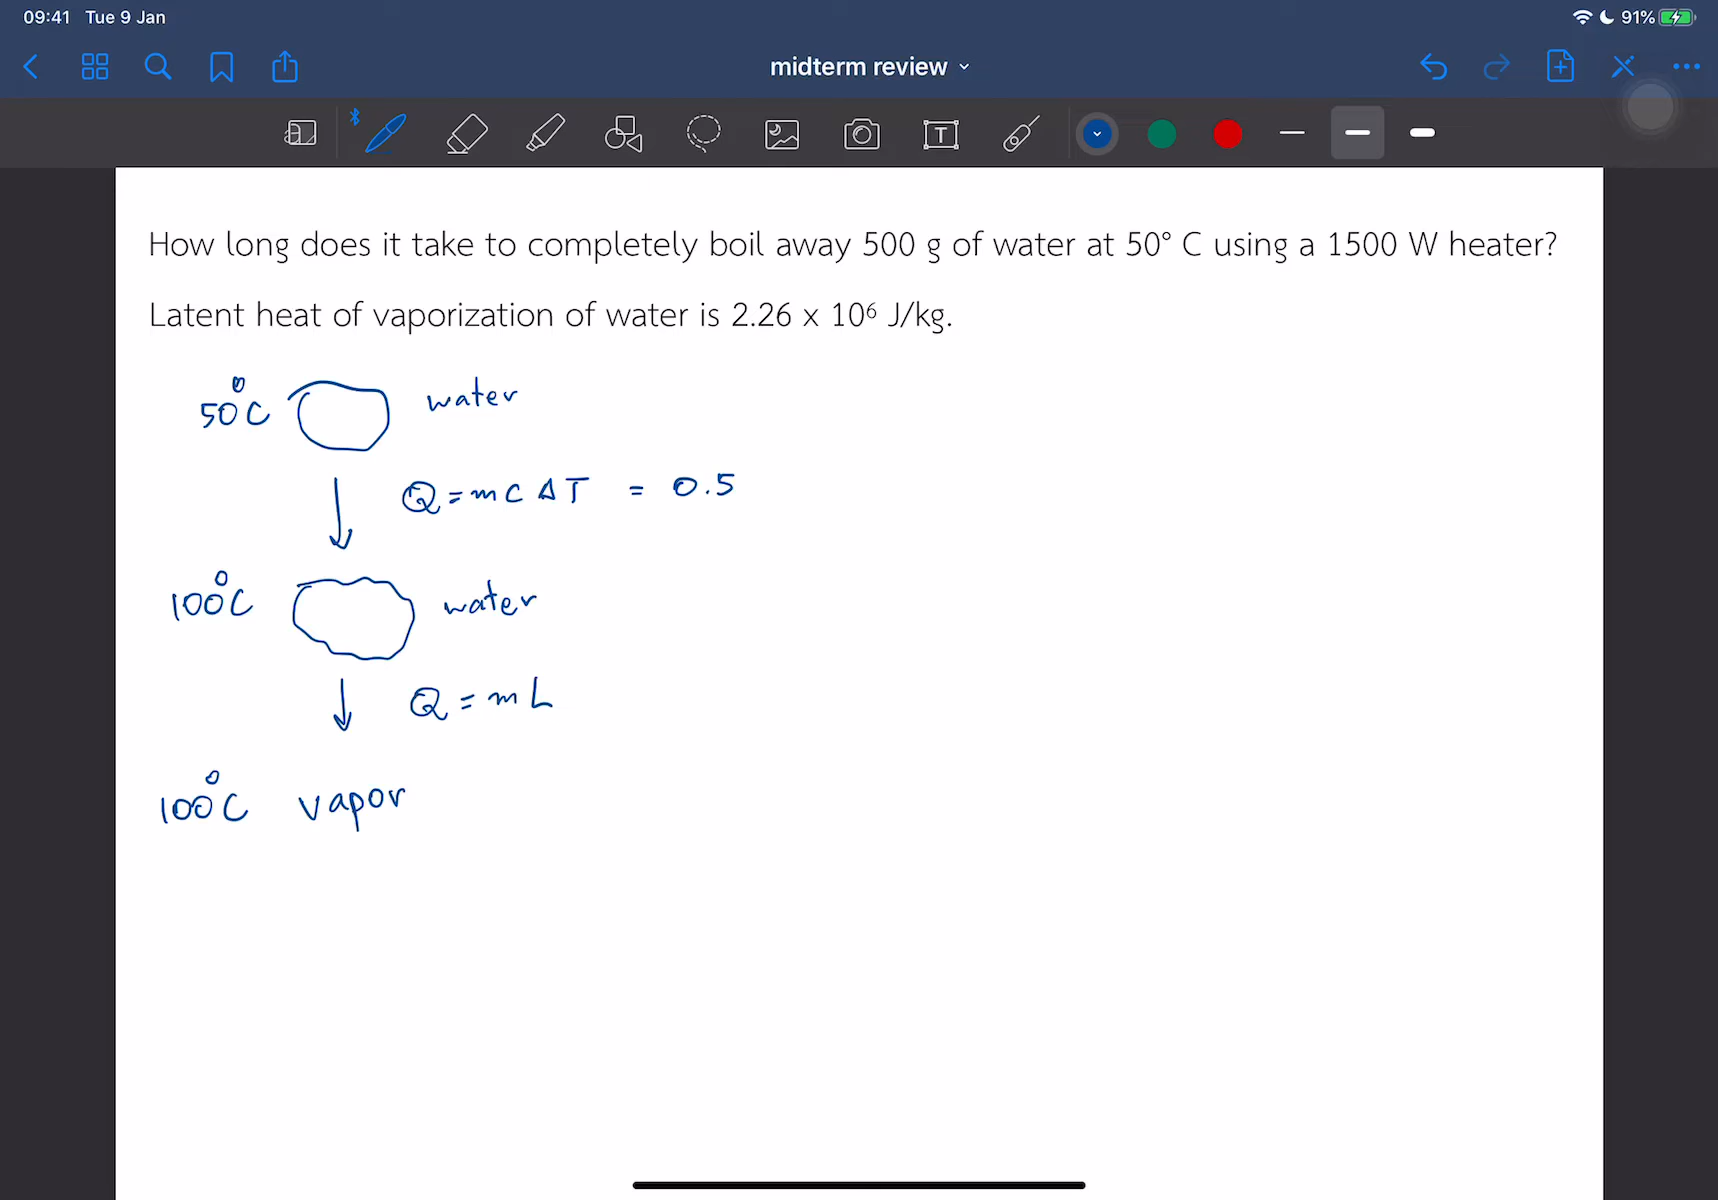 09:41 Tue 9 Jan 91%
midterm review
T
How long does it take to completely boil away 500 g of water at 50° C using a 1500 W heater?
Latent heat of vaporization of water is 2.26 x 10⁶ J/kg.
50°C water
Q = mc ΔT = 0.5
100°C water
Q = mL
100°C vapor